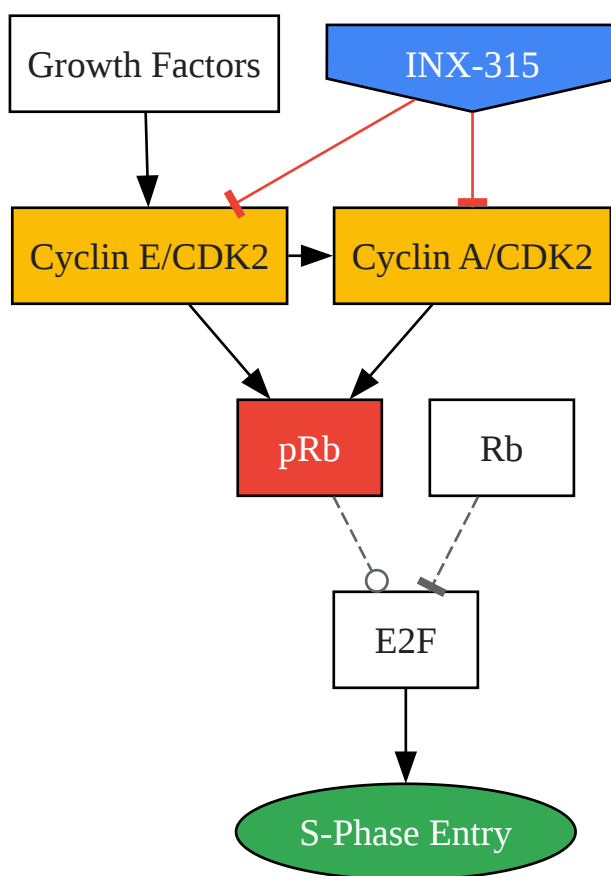 Growth Factors
INX-315
Cyclin E/CDK2
Cyclin A/CDK2
pRb
Rb
E2F
S-Phase Entry